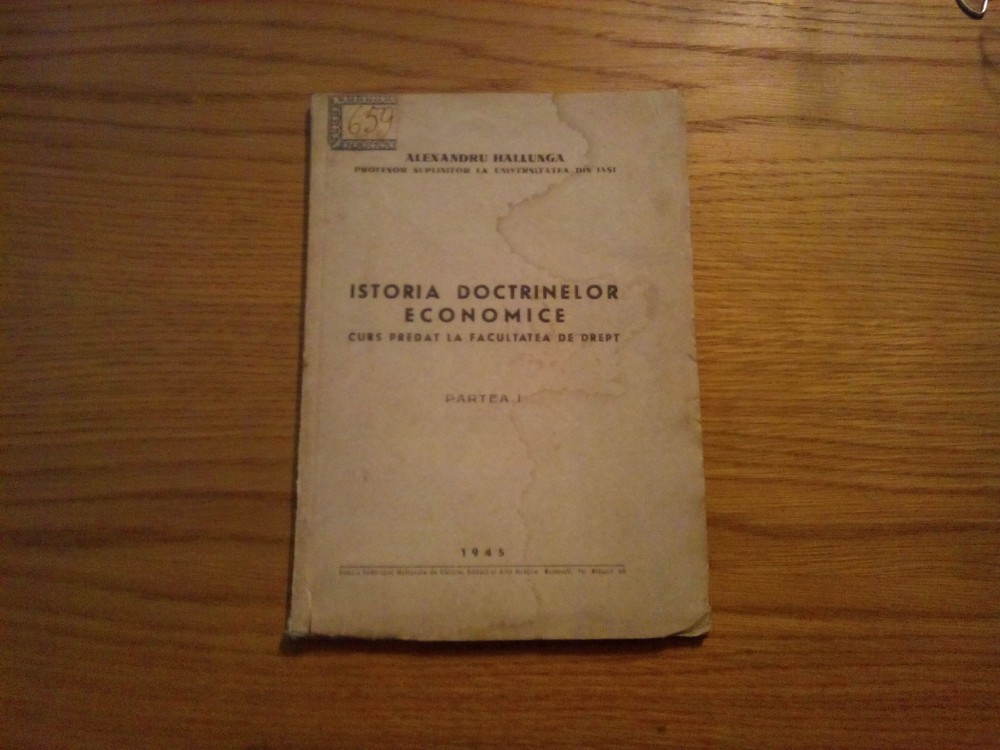 659
ALEXANDRU HALLUNGA
PROFESOR SUPLINITOR LA UNIVERSITATEA DIN IAȘI
ISTORIA DOCTRINELOR
ECONOMICE
CURS PREDAT LA FACULTATEA DE DREPT
PARTEA I
1945